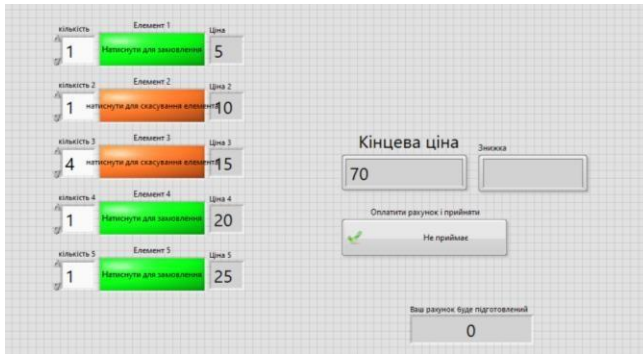 кількість Елемент 1 Ціна
1 Натиснути для замовлення 5
кількість 2 Елемент 2 Ціна 2
1 натиснути для скасування елемента 10
кількість 3 Елемент 3 Ціна 3
4 натиснути для скасування елемента 15
кількість 4 Елемент 4 Ціна 4
1 Натиснути для замовлення 20
кількість 5 Елемент 5 Ціна 5
1 Натиснути для замовлення 25
Кінцева ціна Знижка
70
Оплатити рахунок і прийняти
Не приймає
Ваш рахунок буде підготовлений
0